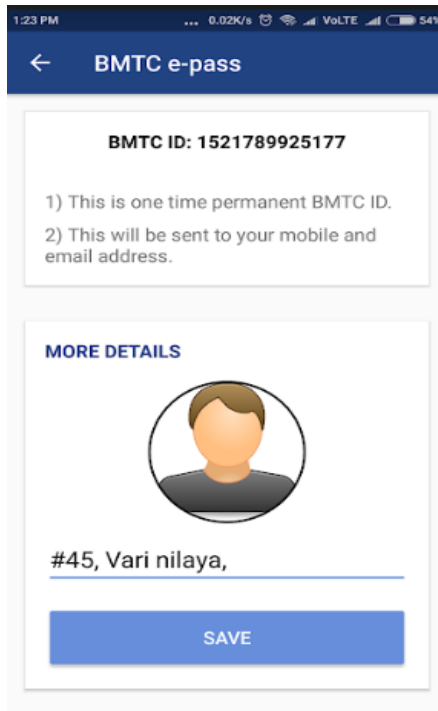 1:23 PM ... 0.02K/s VoLTE 54%
BMTC e-pass
BMTC ID: 1521789925177
1) This is one time permanent BMTC ID.
2) This will be sent to your mobile and
email address.
MORE DETAILS
#45, Vari nilaya,
SAVE